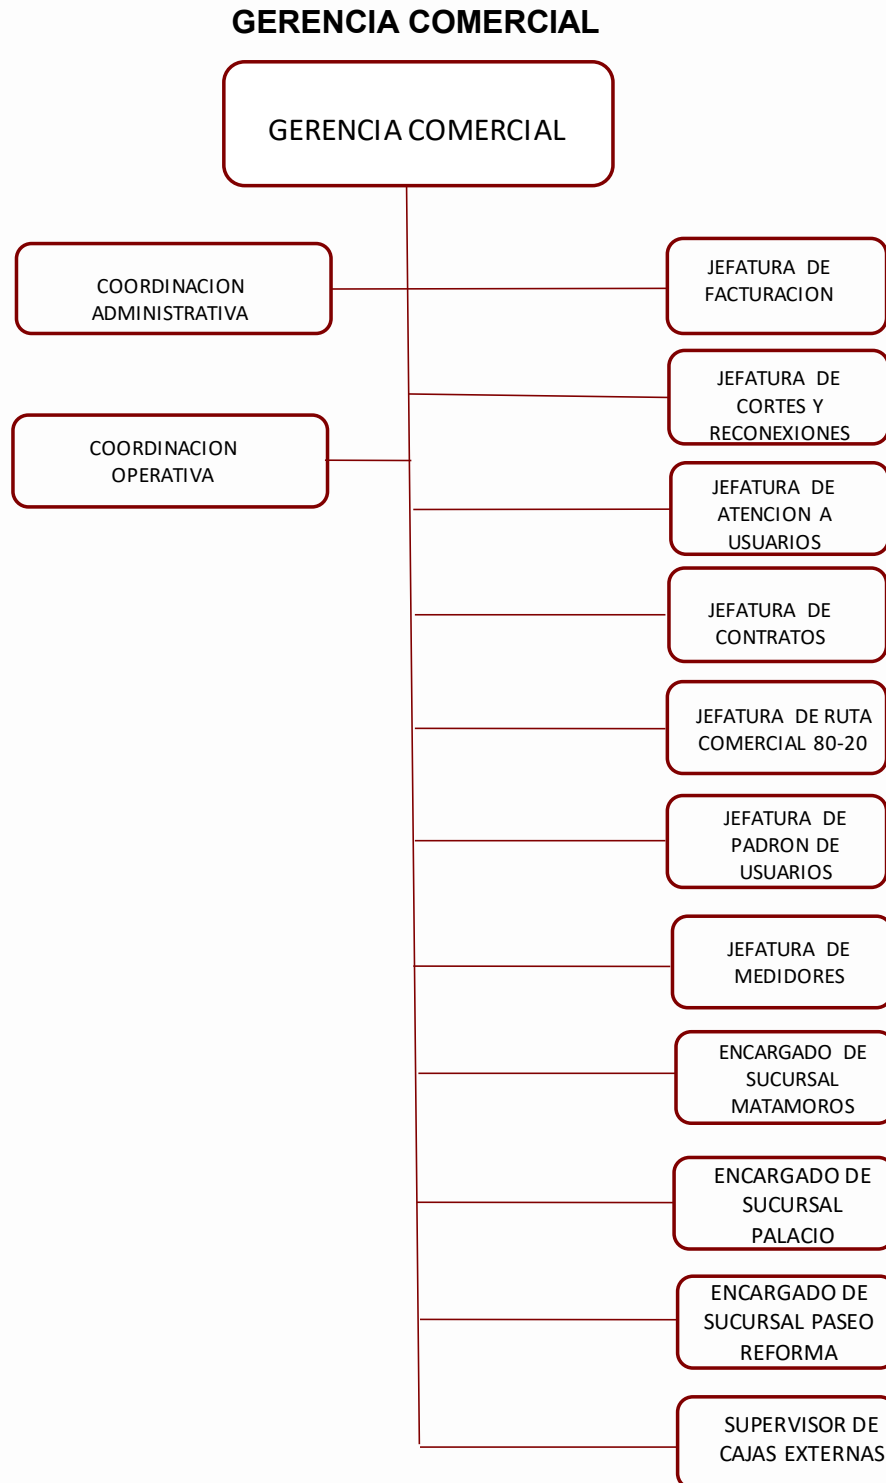 GERENCIA COMERCIAL
GERENCIA COMERCIAL
COORDINACION
ADMINISTRATIVA
JEFATURA DE
FACTURACION
JEFATURA DE
CORTES Y
RECONEXIONES
COORDINACION
OPERATIVA
JEFATURA DE
ATENCION A
USUARIOS
JEFATURA DE
CONTRATOS
JEFATURA DE RUTA
COMERCIAL 80-20
JEFATURA DE
PADRON DE
USUARIOS
JEFATURA DE
MEDIDORES
ENCARGADO DE
SUCURSAL
MATAMOROS
ENCARGADO DE
SUCURSAL
PALACIO
ENCARGADO DE
SUCURSAL PASEO
REFORMA
SUPERVISOR DE
CAJAS EXTERNAS